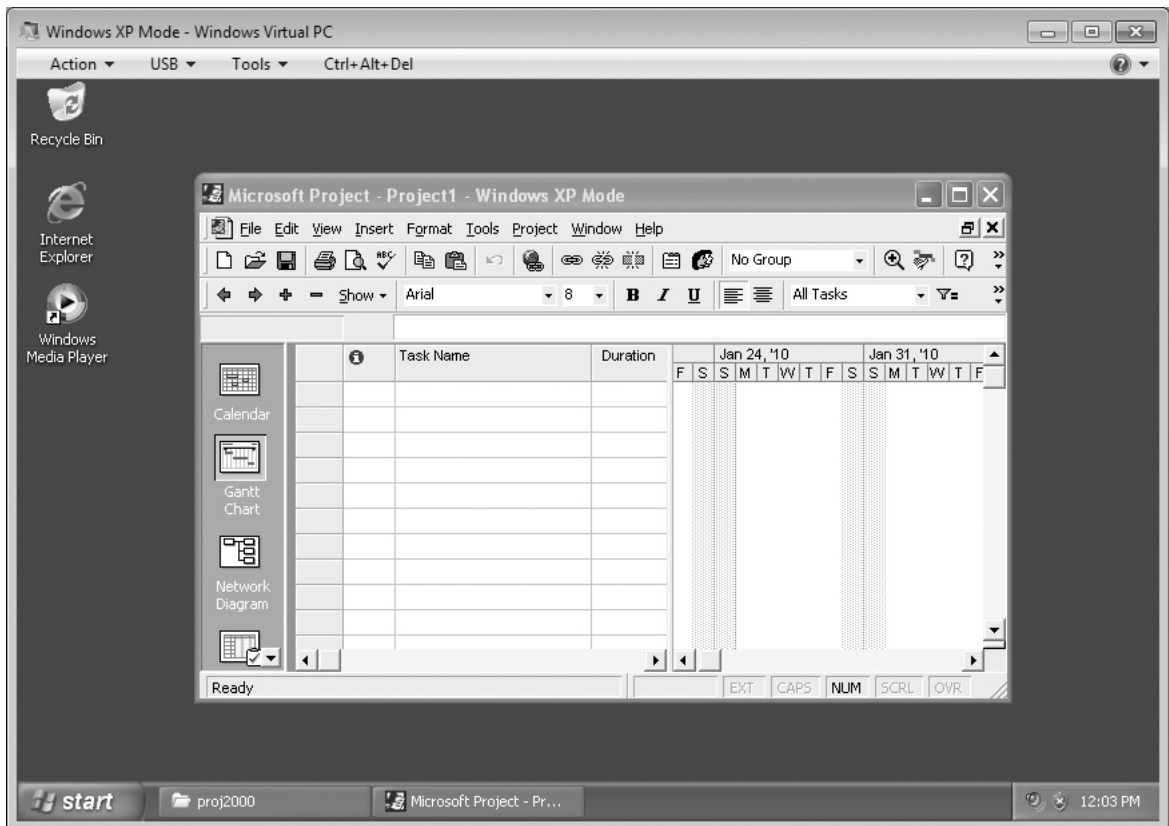 Windows XP Mode - Windows Virtual PC
Action USB Tools Ctrl+Alt+Del
Recycle Bin
Internet
Explorer
Windows
Media Player
Microsoft Project - Project1 - Windows XP Mode
File Edit View Insert Format Tools Project Window Help
ABC No Group
Show Arial 8 B I U All Tasks
Task Name Duration Jan 24, '10 Jan 31, '10
F S S M T W T F S S M T W T F
Calendar
Gantt
Chart
Network
Diagram
Ready EXT CAPS NUM SCRL OVR
start proj2000 Microsoft Project - Pr... 12:03 PM